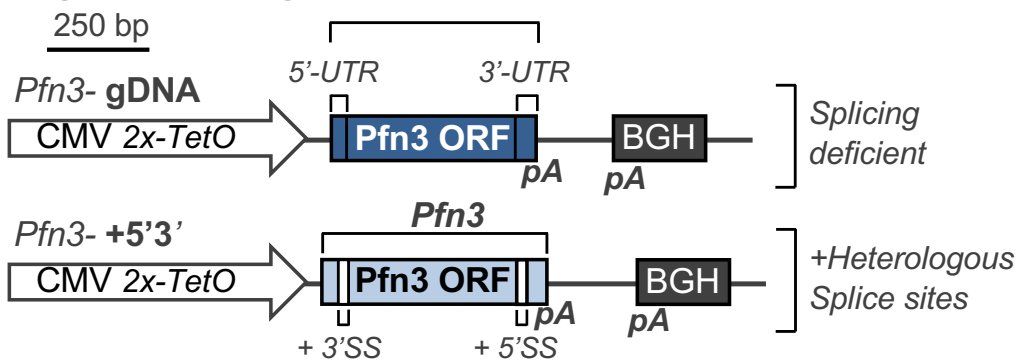 250 bp
5'-UTR 3'-UTR
Pfn3- gDNA
CMV 2x-TetO Pfn3 ORF BGH
pA pA
Splicing
deficient
Pfn3
Pfn3- +5'3'
CMV 2x-TetO Pfn3 ORF BGH
pA pA
+ 3'SS + 5'SS
+Heterologous
Splice sites